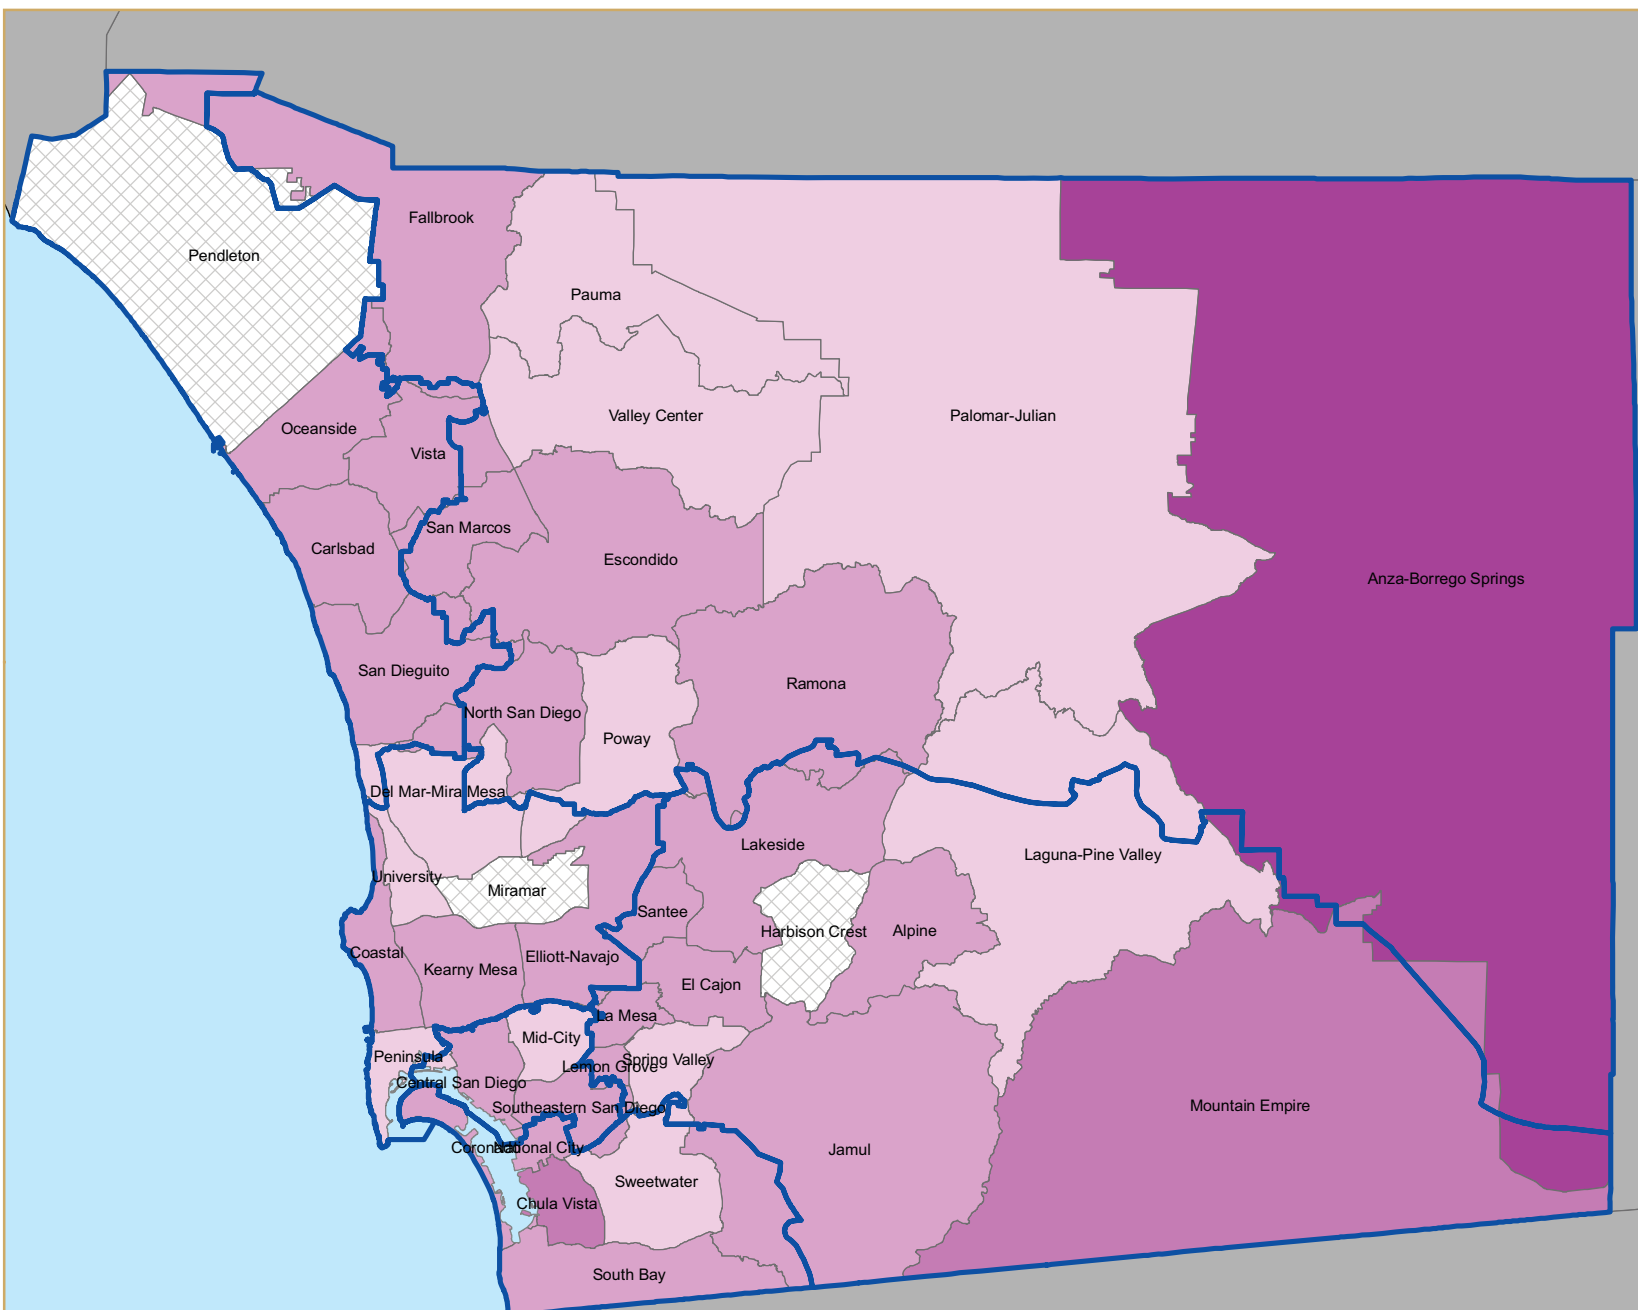 Fallbrook
Pendleton
Pauma
Valley Center
Palomar-Julian
Oceanside
Vista
San Marcos
Carlsbad
Escondido
Anza-Borrego Springs
San Dieguito
Ramona
North San Diego
Poway
Del Mar-Mira Mesa
Lakeside
Laguna-Pine Valley
University
Miramar
Santee
Harbison Crest
Alpine
Coastal
Elliott-Navajo
Kearny Mesa
El Cajon
La Mesa
Mid-City
Peninsula
Spring Valley
Lemon Grove
Central San Diego
Southeastern San Diego
Mountain Empire
Coronado
National City
Jamul
Sweetwater
Chula Vista
South Bay